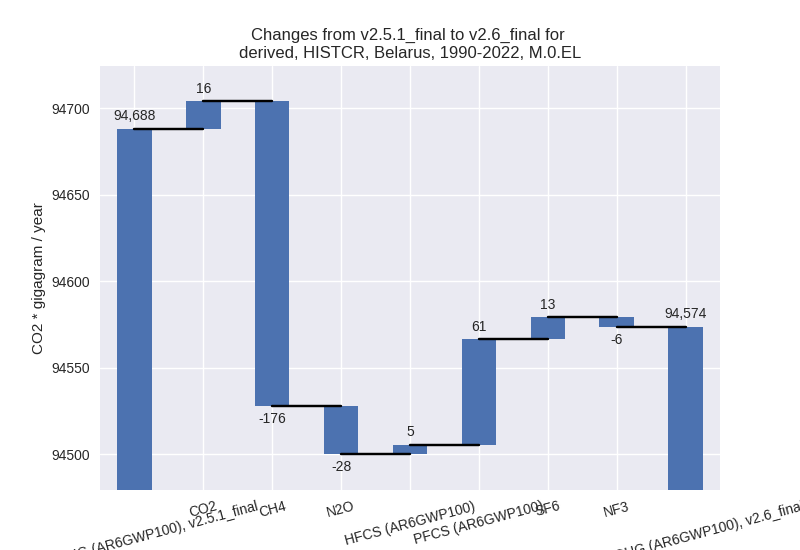 Changes from v2.5.1_final to v2.6_final for
derived, HISTCR, Belarus, 1990-2022, M.0.EL
CO2 * gigagram / year
94700
94650
94600
94550
94500
94,688
16
-176
-28
5
61
13
-6
94,574
(AR6GWP100), v2.5.1_final
CO2
CH4
N2O
HFCS (AR6GWP100)
PFCS (AR6GWP100)
SF6
NF3
(AR6GWP100), v2.6_final